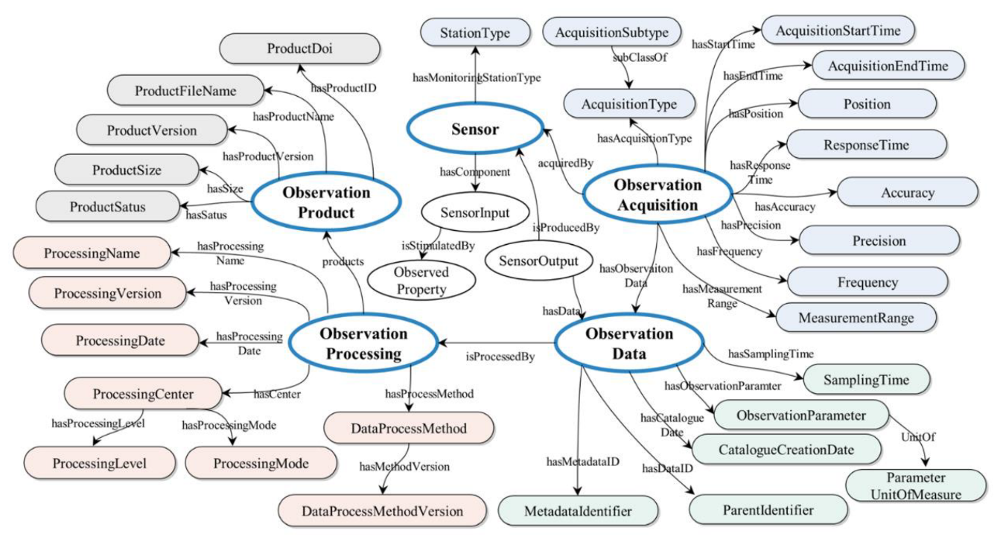 StationType
AcquisitionSubtype
AcquisitionStartTime
hasStartTime
ProductDoi
subClassOf
AcquisitionEndTime
hasEndTime
hasMonitoringStationType
ProductFileName
hasProductID
AcquisitionType
Position
hasPosition
hasProductName
ProductVersion
Sensor
hasAcquisitionType
ResponseTime
hasProductVersion
acquiredBy
hasResponse
Time
ProductSize
hasComponent
hasSize
Observation
Product
Observation
Acquisition
Accuracy
hasAccuracy
ProductSatus
hasSatus
SensorInput
isProducedBy
hasPrecision
Precision
isStimulatedBy
ProcessingName
hasProcessing
Name
products
Observed
Property
SensorOutput
hasObservaiton
Data
hasFrequency
Frequency
ProcessingVersion
hasProcessing
Version
hasMeasurement
Range
MeasurementRange
hasData
Observation
Processing
Observation
Data
ProcessingDate
hasProcessing
Date
isProcessedBy
hasSamplingTime
SamplingTime
ProcessingCenter
hasCenter
hasProcessMethod
hasObservationParamter
ObservationParameter
hasProcessingLevel
hasProcessingMode
DataProcessMethod
hasCatalogue
Date
UnitOf
CatalogueCreationDate
ProcessingLevel
ProcessingMode
hasMethodVersion
hasMetadataID
hasDataID
Parameter
UnitOfMeasure
DataProcessMethodVersion
MetadataIdentifier
ParentIdentifier